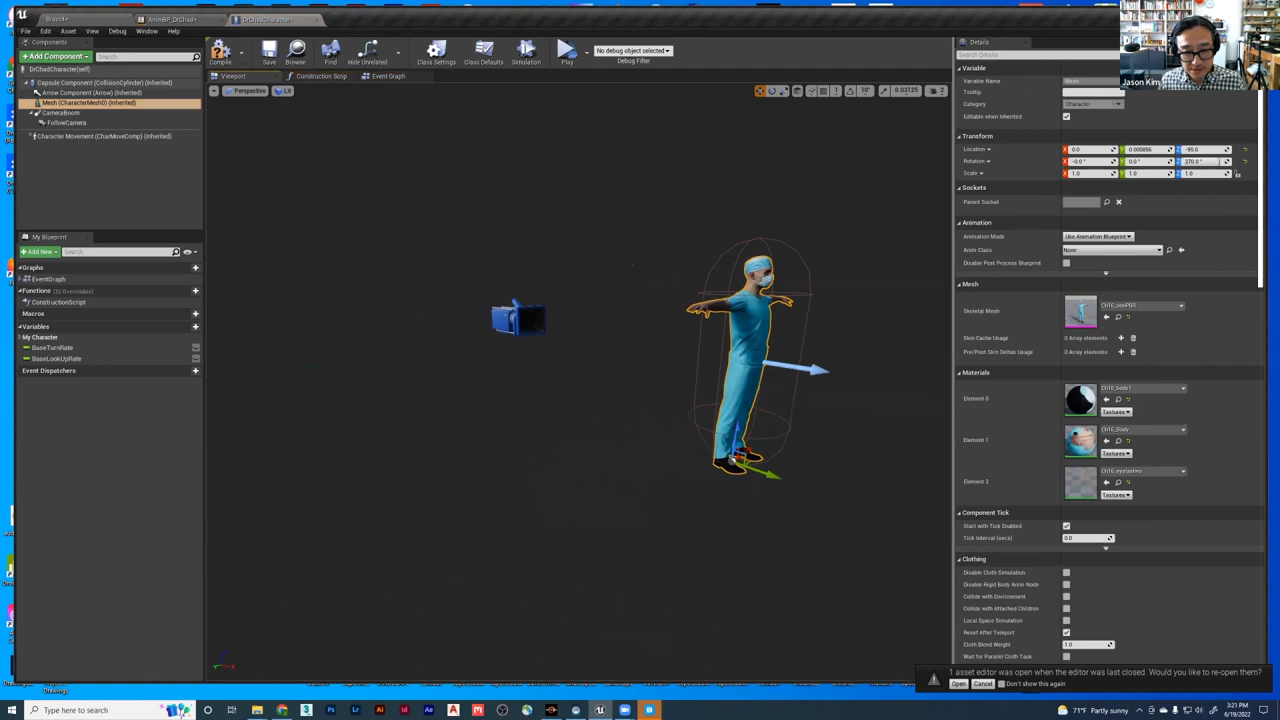 Brazil4*
AnimBP_DrChad*
DrChadCharacter*
File Edit Asset View Debug Window Help
Components
+ Add Component
Search
DrChadCharacter(self)
Capsule Component (CollisionCylinder) (Inherited)
Arrow Component (Arrow) (Inherited)
Mesh (CharacterMesh0) (Inherited)
CameraBoom
FollowCamera
Character Movement (CharMoveComp) (Inherited)
My Blueprint
+ Add New
Search
Graphs
EventGraph
Functions (32 Overridable)
ConstructionScript
Macros
Variables
My Character
BaseTurnRate
BaseLookUpRate
Event Dispatchers
Compile
Save
Browse
Find
Hide Unrelated
Class Settings
Class Defaults
Simulation
Play
No debug object selected
Debug Filter
Viewport
Construction Scrip
Event Graph
Perspective
Lit
10°
0.03125
2
Details
Search Details
Variable
Variable Name
Mesh
Tooltip
Category
Character
Editable when Inherited
Transform
Location
X 0.0 Y 0.000856 Z -95.0
Rotation
X -0.0 ° Y 0.0 ° Z 270.0 °
Scale
X 1.0 Y 1.0 Z 1.0
Sockets
Parent Socket
Animation
Animation Mode
Use Animation Blueprint
Anim Class
None
Disable Post Process Blueprint
Mesh
Skeletal Mesh
Ch16_nonPBR
Skin Cache Usage
0 Array elements
Pre/Post Skin Deltas Usage
0 Array elements
Materials
Element 0
Ch16_body1
Textures
Element 1
Ch16_Body
Textures
Element 2
Ch16_eyelashes
Textures
Component Tick
Start with Tick Enabled
Tick Interval (secs)
0.0
Clothing
Disable Cloth Simulation
Disable Rigid Body Anim Node
Collide with Environment
Collide with Attached Children
Local Space Simulation
Reset After Teleport
Cloth Blend Weight
1.0
Wait for Parallel Cloth Task
1 asset editor was open when the editor was last closed. Would you like to re-open them?
Open Cancel Don't show this again
Jason Kim
Drawings
Type here to search
71°F Partly sunny
3:21 PM
6/19/2022